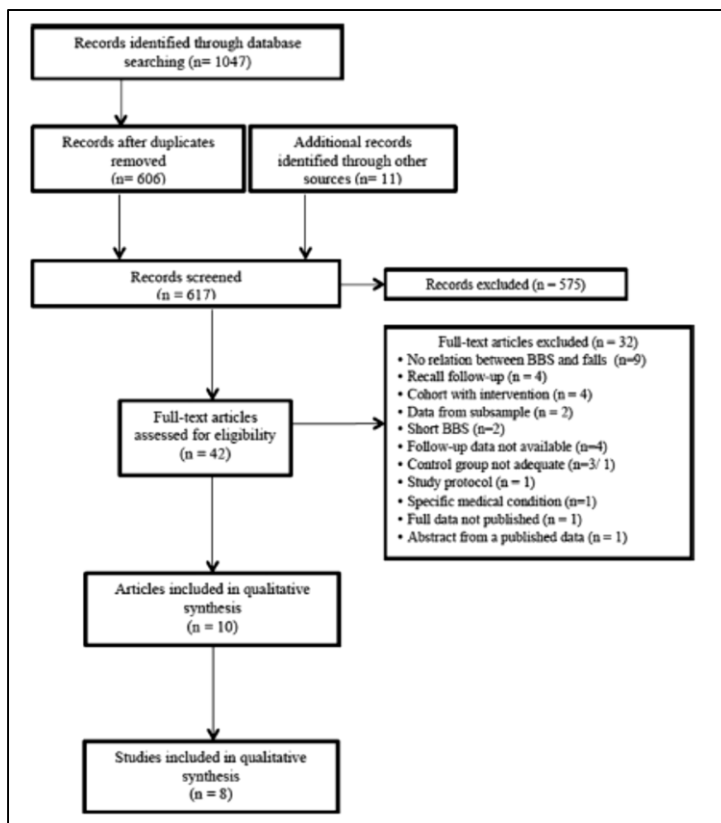 Records identified through database
searching (n= 1047)
Records after duplicates
removed
(n= 606)
Additional records
identified through other
sources (n= 11)
Records screened
(n = 617)
Records excluded (n = 575)
Full-text articles
assessed for eligibility
(n = 42)
Full-text articles excluded (n = 32)
• No relation between BBS and falls (n=9)
• Recall follow-up (n = 4)
• Cohort with intervention (n = 4)
• Data from subsample (n = 2)
• Short BBS (n=2)
• Follow-up data not available (n=4)
• Control group not adequate (n=3/ 1)
• Study protocol (n = 1)
• Specific medical condition (n=1)
• Full data not published (n = 1)
• Abstract from a published data (n = 1)
Articles included in qualitative
synthesis
(n = 10)
Studies included in qualitative
synthesis
(n = 8)